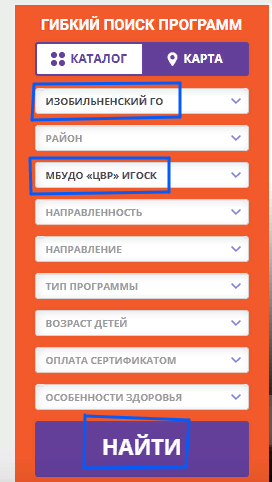 ГИБКИЙ ПОИСК ПРОГРАММ
КАТАЛОГ КАРТА
ИЗОБИЛЬНЕНСКИЙ ГО
РАЙОН
МБУДО «ЦВР» ИГОСК
НАПРАВЛЕННОСТЬ
НАПРАВЛЕНИЕ
ТИП ПРОГРАММЫ
ВОЗРАСТ ДЕТЕЙ
ОПЛАТА СЕРТИФИКАТОМ
ОСОБЕННОСТИ ЗДОРОВЬЯ
НАЙТИ